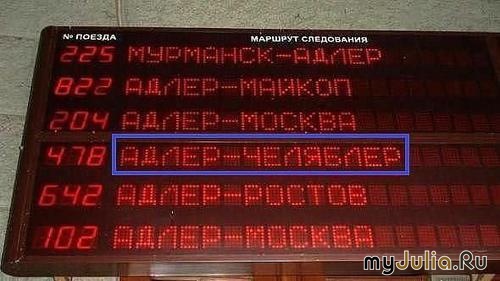 № ПОЕЗДА МАРШРУТ СЛЕДОВАНИЯ
225 МУРМАНСК-АДЛЕР
822 АДЛЕР-МАЙКОП
204 АДЛЕР-МОСКВА
478 АДЛЕР-ЧЕЛЯБЛЕР
642 АДЛЕР-РОСТОВ
102 АДЛЕР-МОСКВА
myJulia.Ru